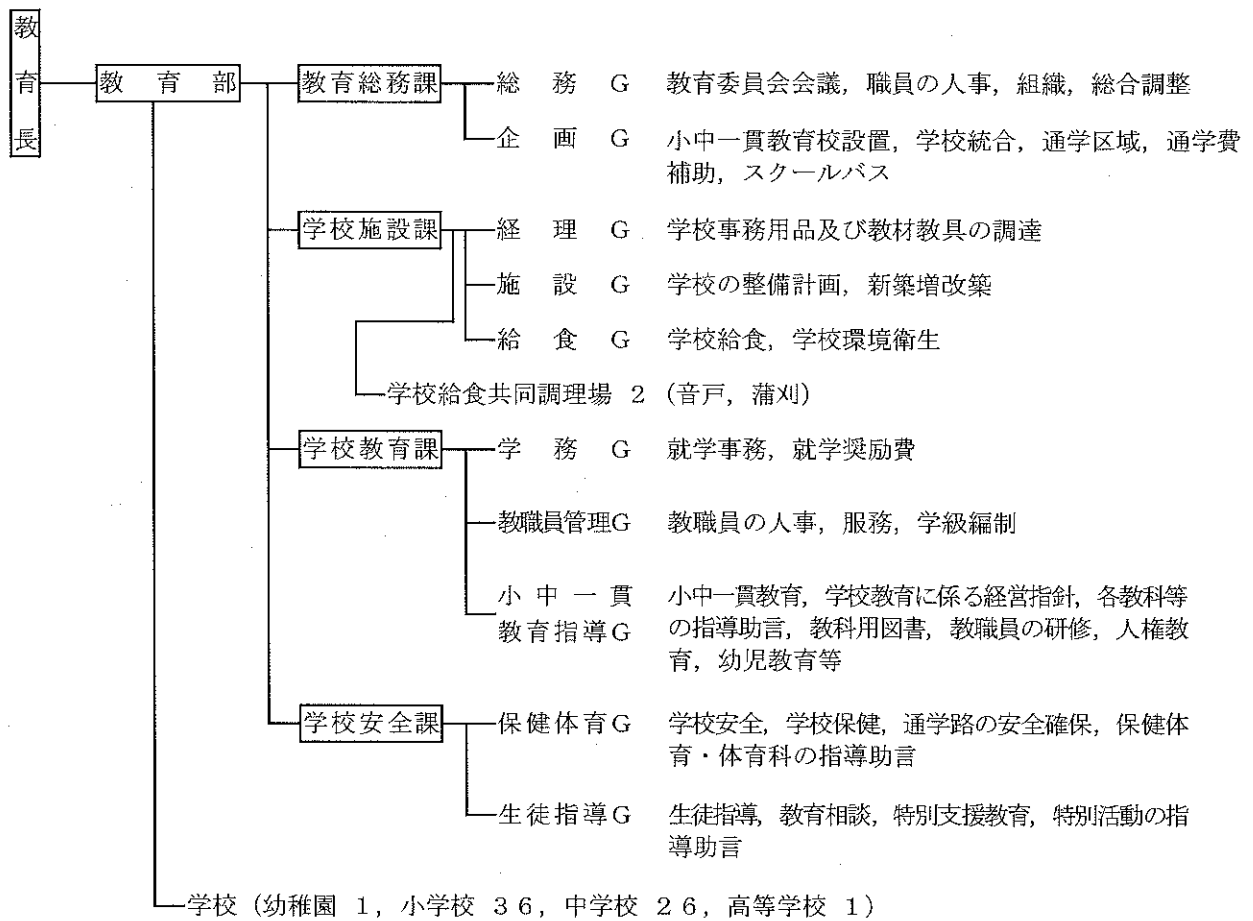 教育長
教育部
教育総務課
総務G 教育委員会会議，職員の人事，組織，総合調整
企画G 小中一貫教育校設置，学校統合，通学区域，通学費
補助，スクールバス
学校施設課
経理G 学校事務用品及び教材教具の調達
施設G 学校の整備計画，新築増改築
給食G 学校給食，学校環境衛生
学校給食共同調理場 2 (音戸，蒲刈)
学校教育課
学務G 就学事務，就学奨励費
教職員管理G 教職員の人事，服務，学級編制
小中一貫 小中一貫教育，学校教育に係る経営指針，各教科等
教育指導G の指導助言，教科用図書，教職員の研修，人権教
育，幼児教育等
学校安全課
保健体育G 学校安全，学校保健，通学路の安全確保，保健体
育・体育科の指導助言
生徒指導G 生徒指導，教育相談，特別支援教育，特別活動の指
導助言
学校 (幼稚園 1，小学校 36，中学校 26，高等学校 1)